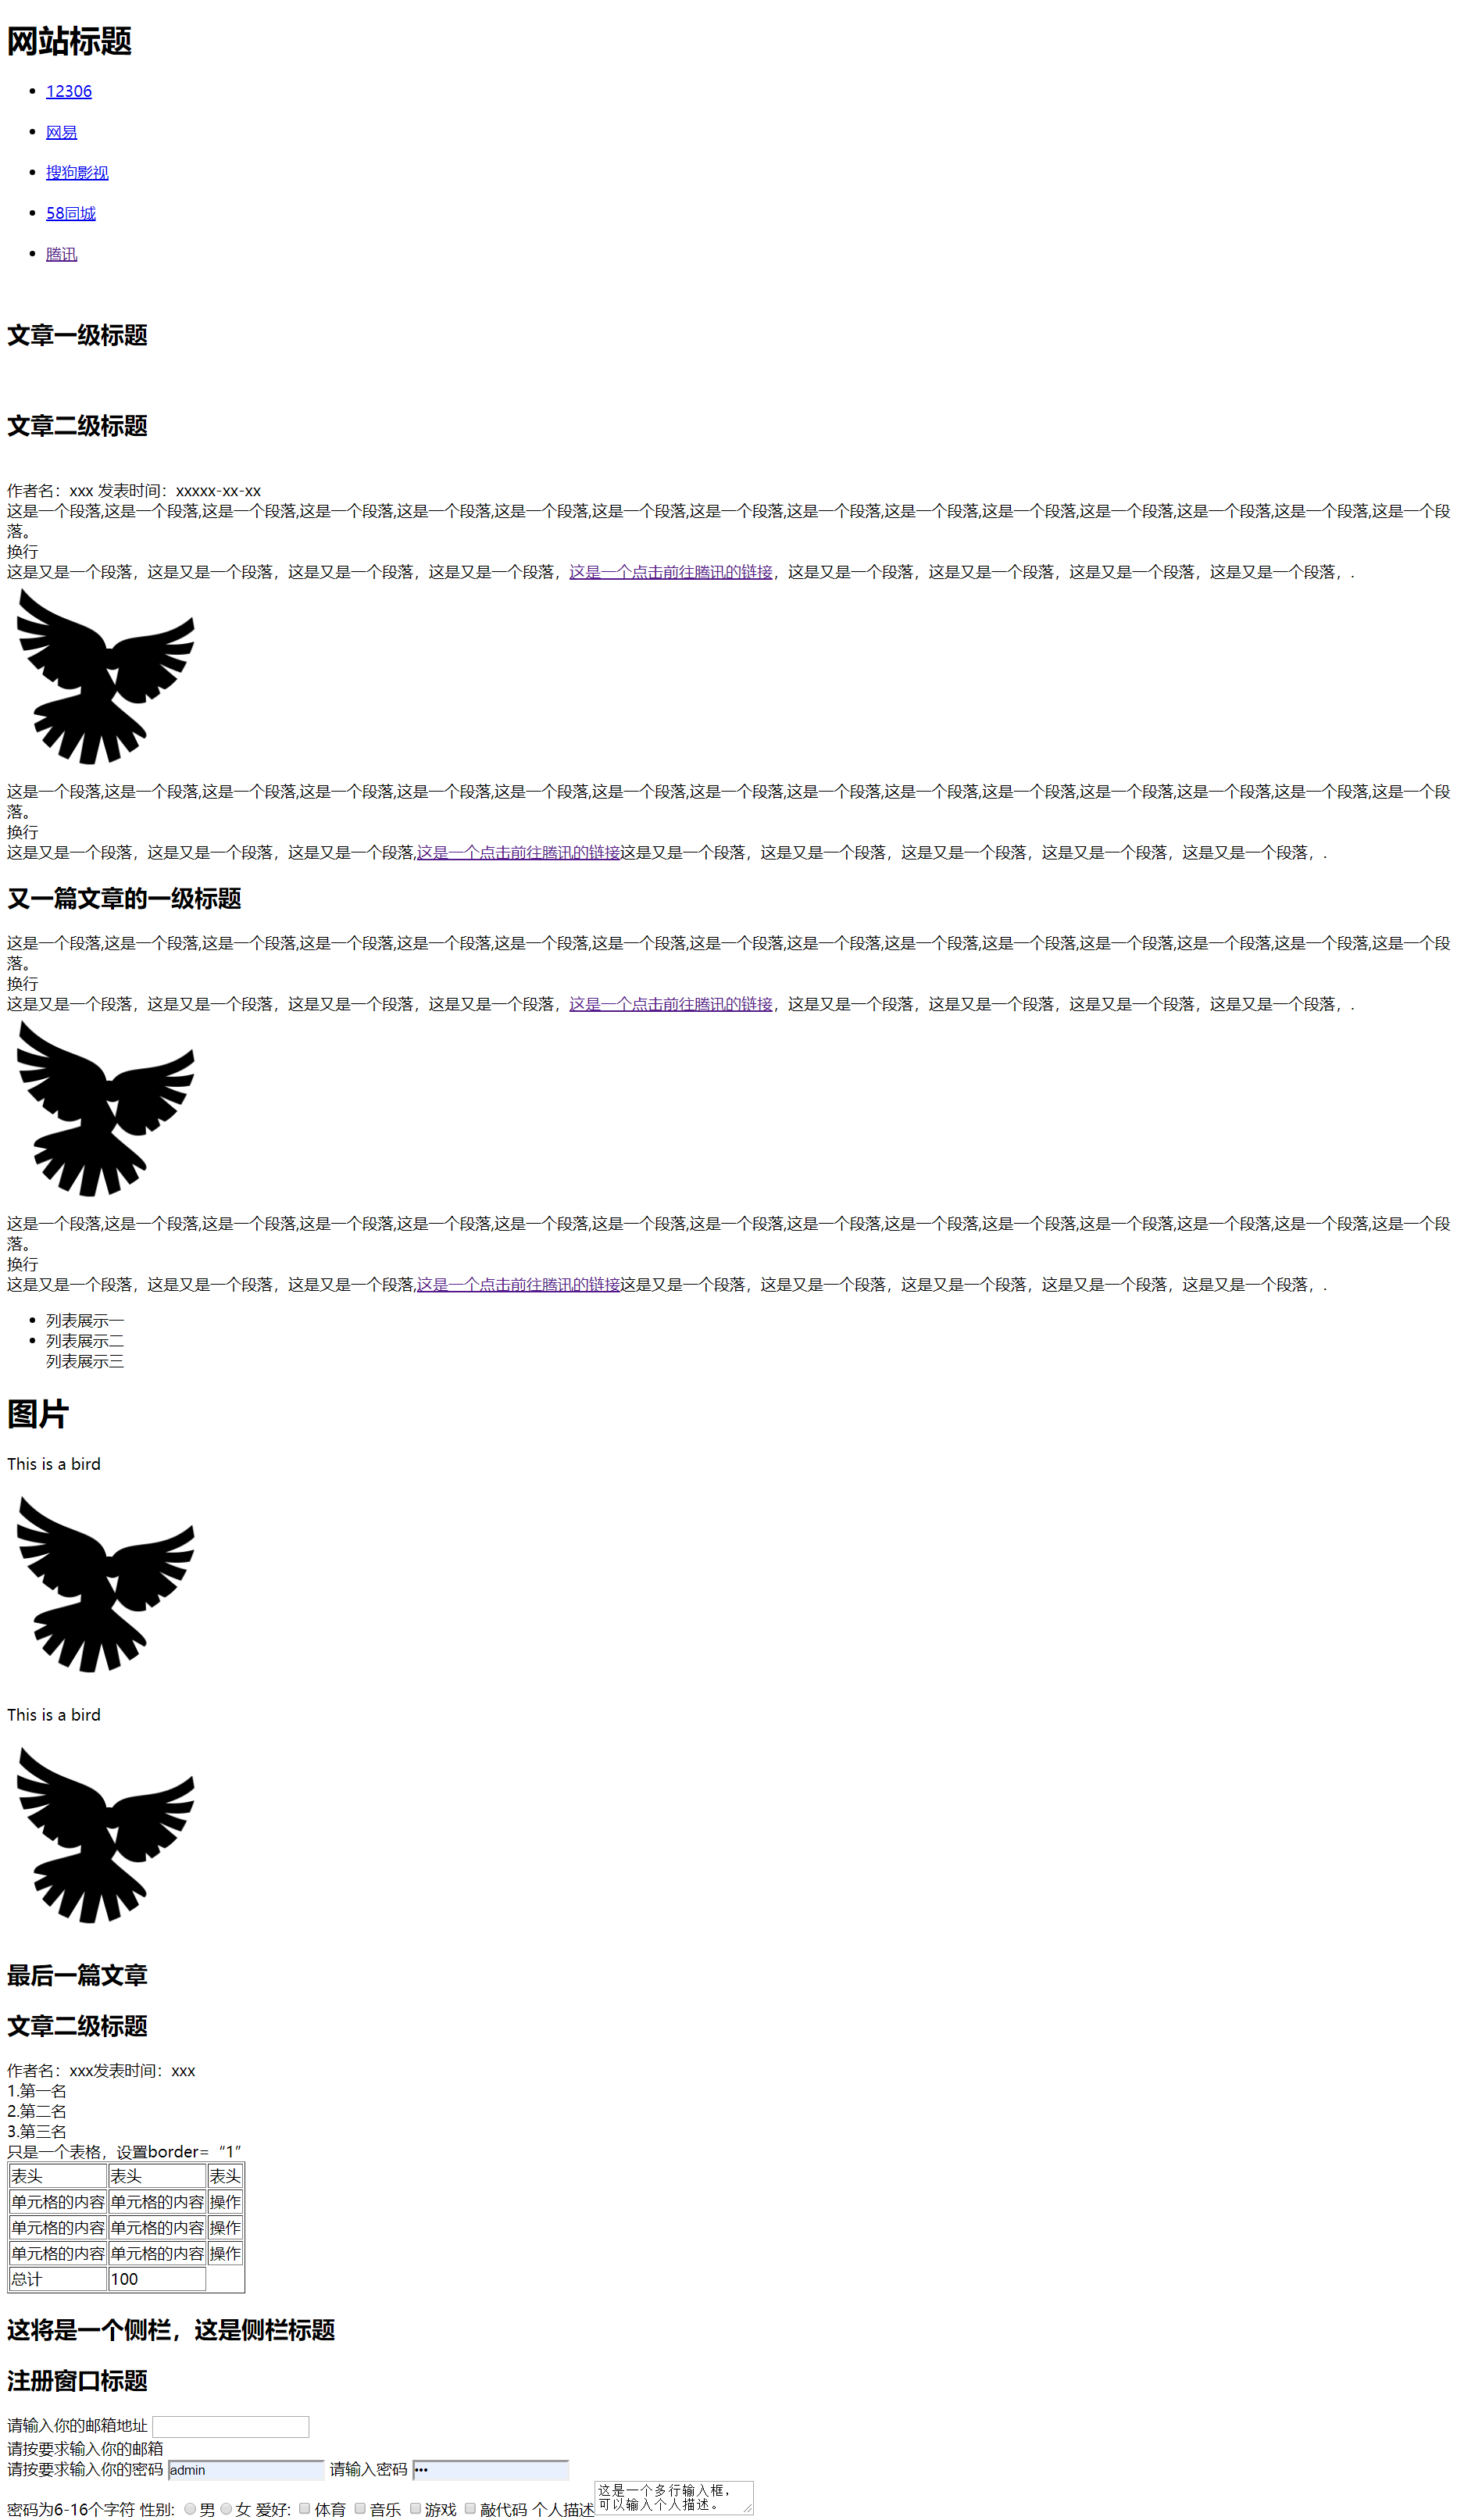 网站标题
12306
网易
搜狗影视
58同城
腾讯
文章一级标题
文章二级标题
作者名：xxx 发表时间：xxxxx-xx-xx
这是一个段落,这是一个段落,这是一个段落,这是一个段落,这是一个段落,这是一个段落,这是一个段落,这是一个段落,这是一个段落,这是一个段落,这是一个段落,这是一个段落,这是一个段落,这是一个段落,这是一个段
落。
换行
这是又是一个段落，这是又是一个段落，这是又是一个段落，这是又一个段落，这是一个点击前往腾讯的链接，这是又是一个段落，这是又是一个段落，这是又是一个段落，这是又是一个段落，.
这是一个段落,这是一个段落,这是一个段落,这是一个段落,这是一个段落,这是一个段落,这是一个段落,这是一个段落,这是一个段落,这是一个段落,这是一个段落,这是一个段落,这是一个段落,这是一个段落,这是一个段
落。
换行
这是又是一个段落，这是又是一个段落，这是又是一个段落,这是一个点击前往腾讯的链接这是又是一个段落，这是又是一个段落，这是又是一个段落，这是又是一个段落，这是又是一个段落，.
又一篇文章的一级标题
这是一个段落,这是一个段落,这是一个段落,这是一个段落,这是一个段落,这是一个段落,这是一个段落,这是一个段落,这是一个段落,这是一个段落,这是一个段落,这是一个段落,这是一个段落,这是一个段落,这是一个段
落。
换行
这是又是一个段落，这是又是一个段落，这是又是一个段落，这是又是一个段落，这是一个点击前往腾讯的链接，这是又是一个段落，这是又是一个段落，这是又是一个段落，这是又是一个段落，.
这是一个段落,这是一个段落,这是一个段落,这是一个段落,这是一个段落,这是一个段落,这是一个段落,这是一个段落,这是一个段落,这是一个段落,这是一个段落,这是一个段落,这是一个段落,这是一个段落,这是一个段
落。
换行
这是又是一个段落，这是又是一个段落，这是又是一个段落,这是一个点击前往腾讯的链接这是又是一个段落，这是又是一个段落，这是又是一个段落，这是又是一个段落，这是又是一个段落，.
列表展示一
列表展示二
列表展示三
图片
This is a bird
This is a bird
最后一篇文章
文章二级标题
作者名：xxx发表时间：xxx
1.第一名
2.第二名
3.第三名
只是一个表格，设置border=“1”
表头 表头 表头
单元格的内容 单元格的内容 操作
单元格的内容 单元格的内容 操作
单元格的内容 单元格的内容 操作
总计 100
这将是一个侧栏，这是侧栏标题
注册窗口标题
请输入你的邮箱地址
请按要求输入你的邮箱
请按要求输入你的密码 admin 请输入密码 •••
密码为6-16个字符 性别: 男 女 爱好: 体育 音乐 游戏 敲代码 个人描述 这是一个多行输入框，
可以输入个人描述。